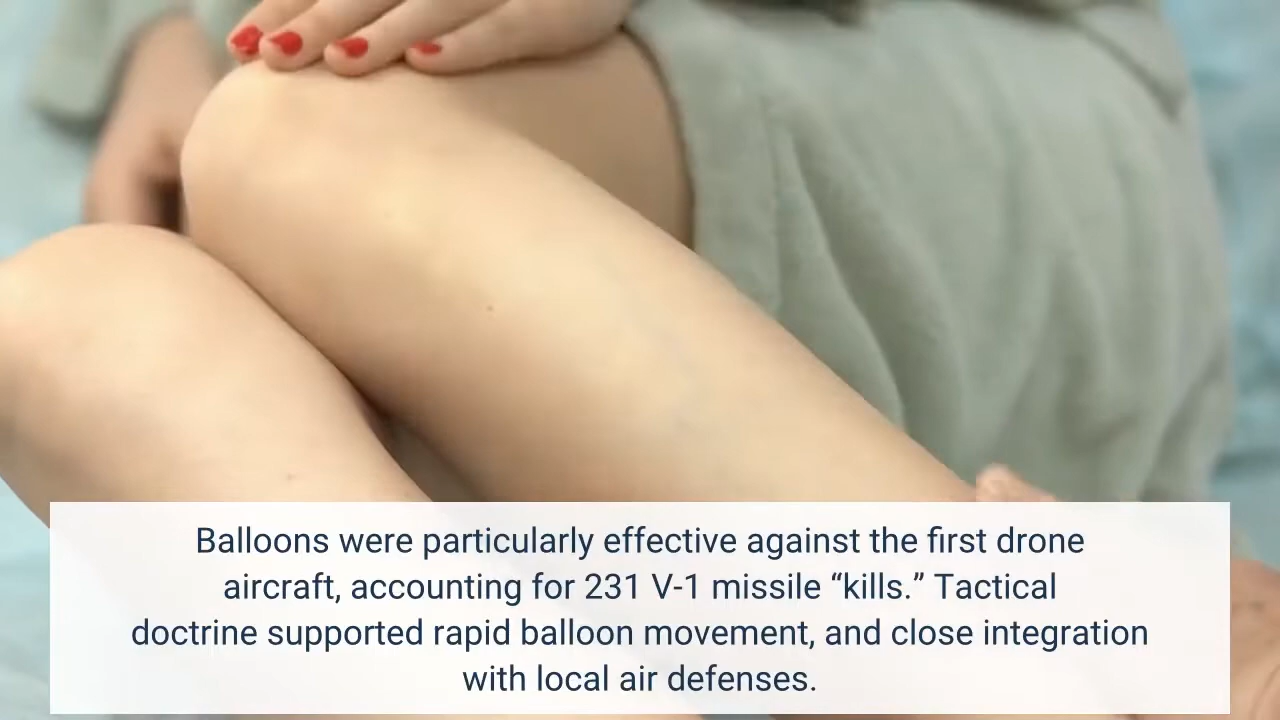 Balloons were particularly effective against the first drone
aircraft, accounting for 231 V-1 missile “kills.” Tactical
doctrine supported rapid balloon movement, and close integration
with local air defenses.